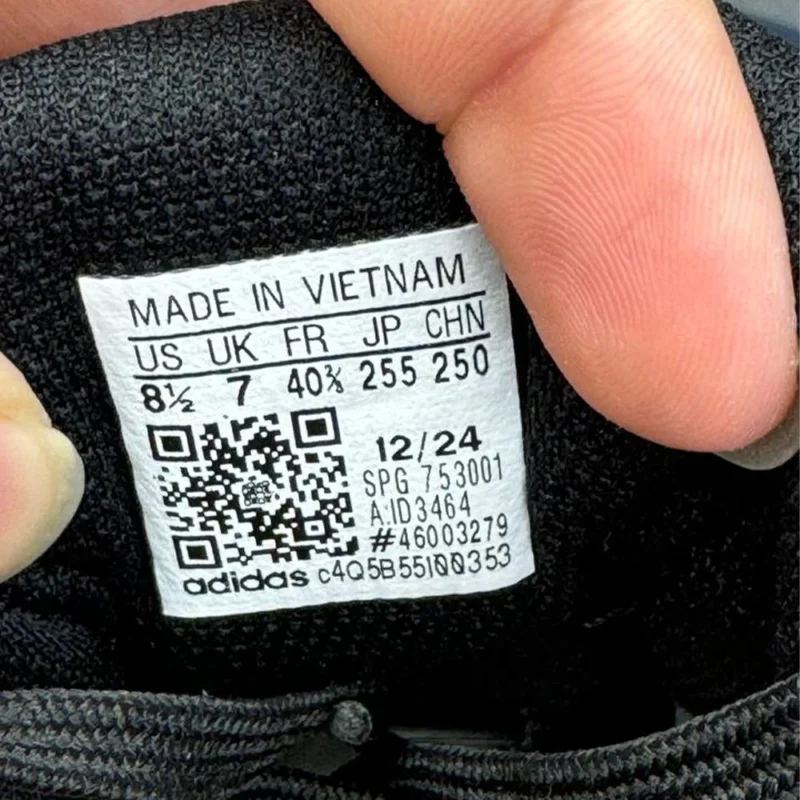 MADE IN VIETNAM
US UK FR JP CHN
8½ 7 40⅔ 255 250
12/24
SPG 753001
A:ID3464
#46003279
adidas c4Q5B55I00353